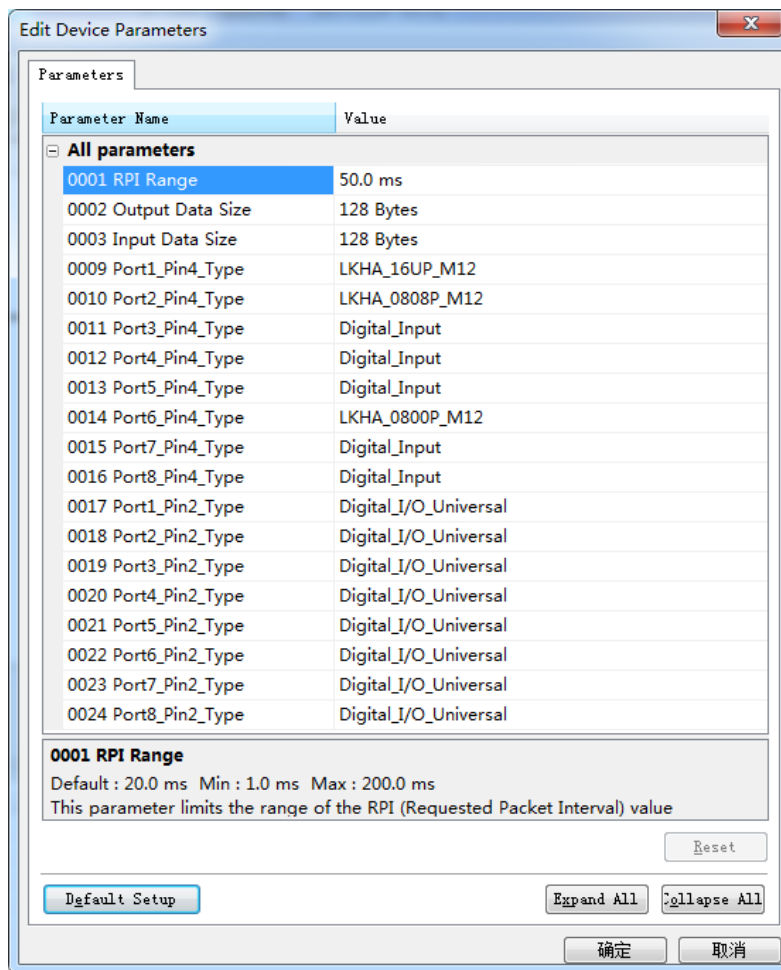 Edit Device Parameters
Parameters
Parameter Name Value
All parameters
0001 RPI Range 50.0 ms
0002 Output Data Size 128 Bytes
0003 Input Data Size 128 Bytes
0009 Port1_Pin4_Type LKHA_16UP_M12
0010 Port2_Pin4_Type LKHA_0808P_M12
0011 Port3_Pin4_Type Digital_Input
0012 Port4_Pin4_Type Digital_Input
0013 Port5_Pin4_Type Digital_Input
0014 Port6_Pin4_Type LKHA_0800P_M12
0015 Port7_Pin4_Type Digital_Input
0016 Port8_Pin4_Type Digital_Input
0017 Port1_Pin2_Type Digital_I/O_Universal
0018 Port2_Pin2_Type Digital_I/O_Universal
0019 Port3_Pin2_Type Digital_I/O_Universal
0020 Port4_Pin2_Type Digital_I/O_Universal
0021 Port5_Pin2_Type Digital_I/O_Universal
0022 Port6_Pin2_Type Digital_I/O_Universal
0023 Port7_Pin2_Type Digital_I/O_Universal
0024 Port8_Pin2_Type Digital_I/O_Universal
0001 RPI Range
Default : 20.0 ms Min : 1.0 ms Max : 200.0 ms
This parameter limits the range of the RPI (Requested Packet Interval) value
Reset
Default Setup Expand All Collapse All
确定 取消